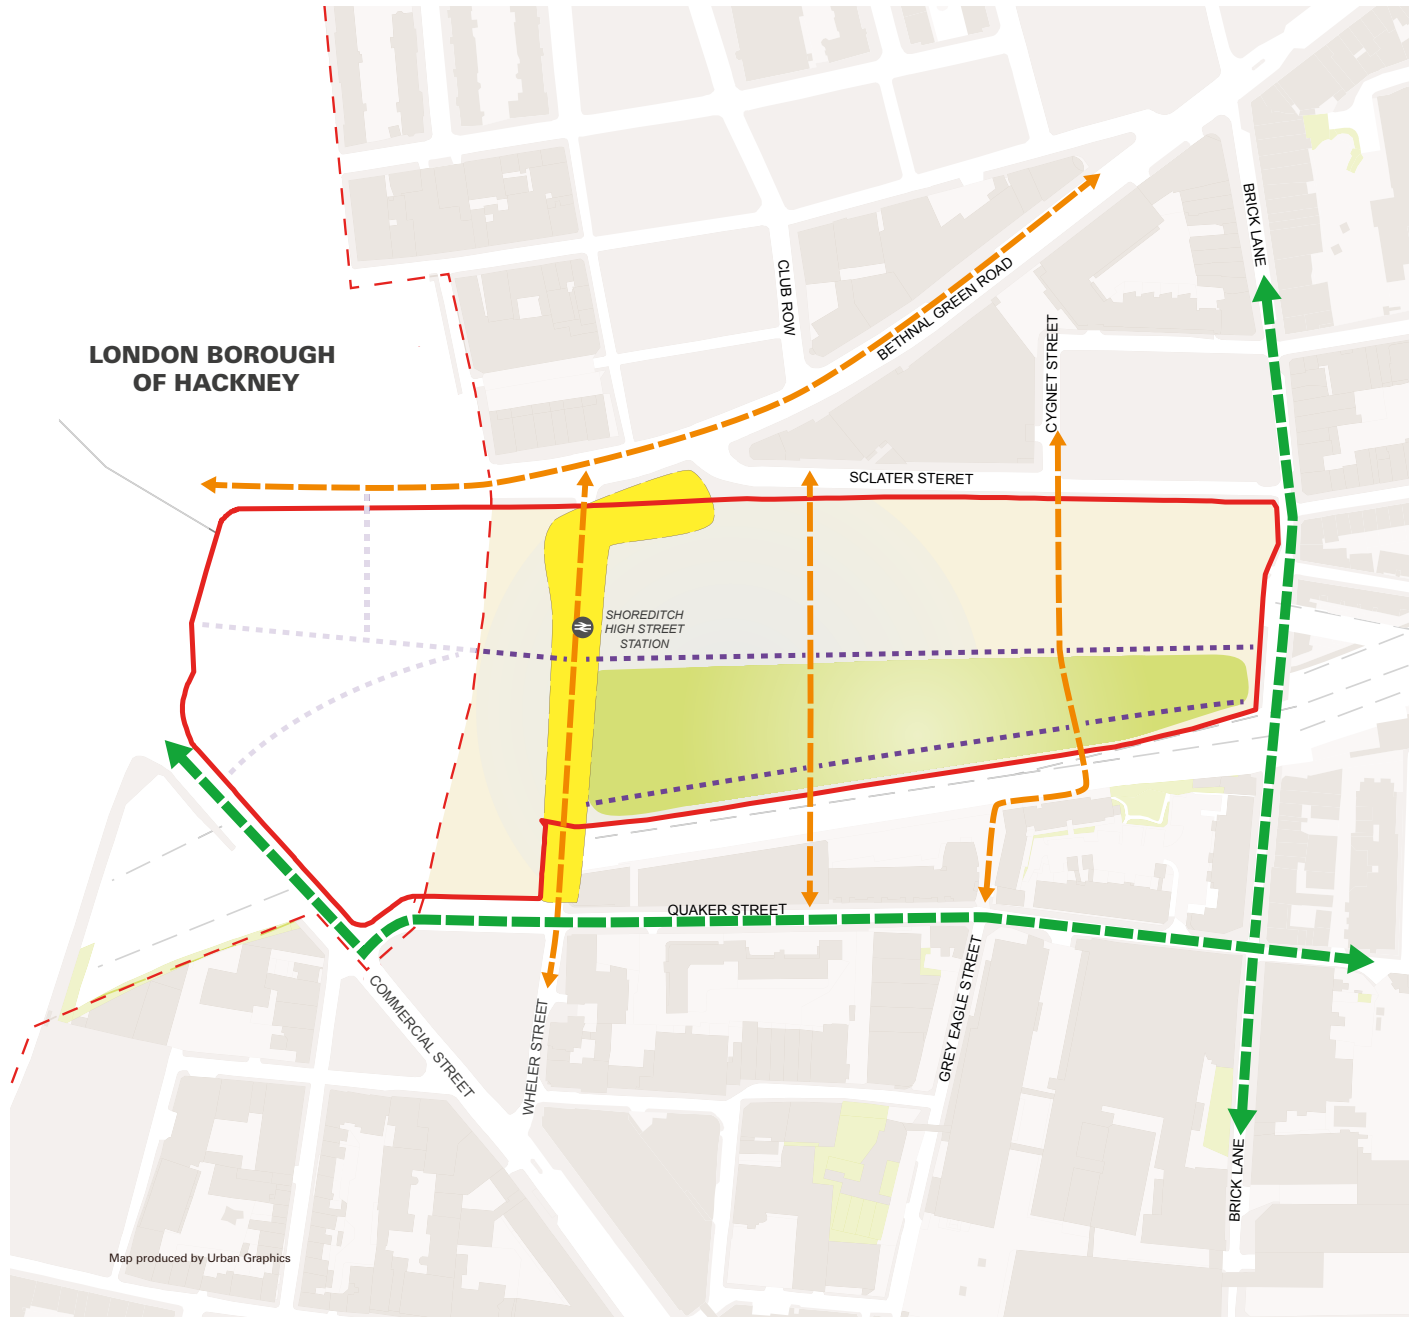 BRICK LANE
CLUB ROW
BETHNAL GREEN ROAD
CYGNET STREET
LONDON BOROUGH
OF HACKNEY
SCLATER STERET
SHOREDITCH
HIGH STREET
STATION
QUAKER STREET
COMMERCIAL STREET
WHELER STREET
GREY EAGLE STREET
BRICK LANE
Map produced by Urban Graphics